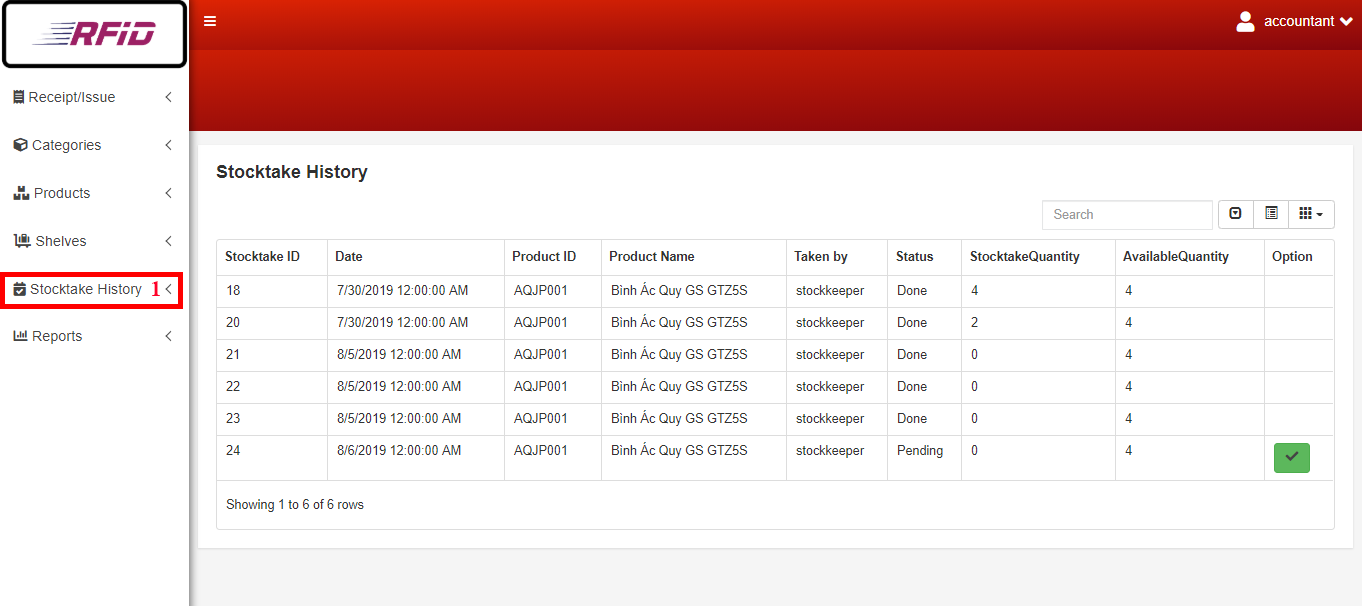 RFiD
accountant
Receipt/Issue
Categories
Products
Shelves
Stocktake History 1
Reports
Stocktake History
Search
Stocktake ID Date Product ID Product Name Taken by Status StocktakeQuantity AvailableQuantity Option
18 7/30/2019 12:00:00 AM AQJP001 Bình Ác Quy GS GTZ5S stockkeeper Done 4 4
20 7/30/2019 12:00:00 AM AQJP001 Bình Ác Quy GS GTZ5S stockkeeper Done 2 4
21 8/5/2019 12:00:00 AM AQJP001 Bình Ác Quy GS GTZ5S stockkeeper Done 0 4
22 8/5/2019 12:00:00 AM AQJP001 Bình Ác Quy GS GTZ5S stockkeeper Done 0 4
23 8/5/2019 12:00:00 AM AQJP001 Bình Ác Quy GS GTZ5S stockkeeper Done 0 4
24 8/6/2019 12:00:00 AM AQJP001 Bình Ác Quy GS GTZ5S stockkeeper Pending 0 4
Showing 1 to 6 of 6 rows